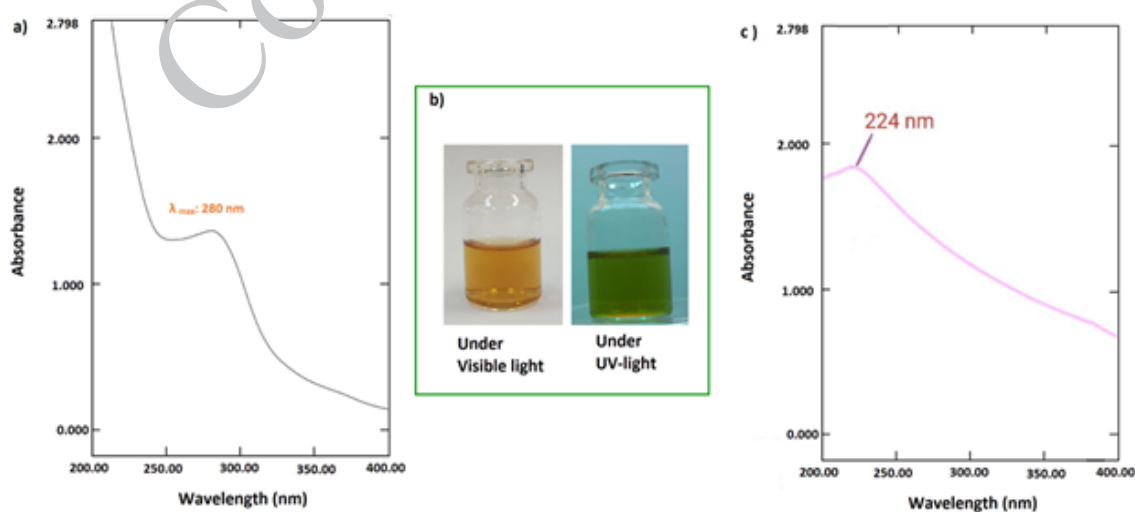 a)
2.798
2.000
1.000
0.000
Absorbance
λ max: 280 nm
200.00 250.00 300.00 350.00 400.00
Wavelength (nm)
b)
Under
Visible light
Under
UV-light
c )
2.798
2.000
1.000
0.000
Absorbance
224 nm
200.00 250.00 300.00 350.00 400.00
Wavelength (nm)